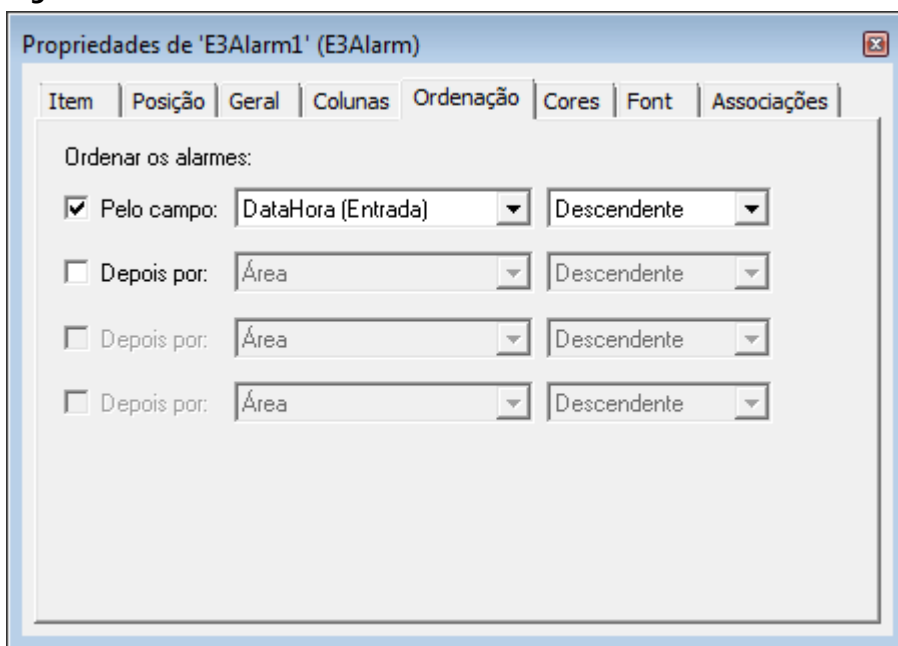 Propriedades de 'E3Alarm1' (E3Alarm)
Item Posição Geral Colunas Ordenação Cores Font Associações
Ordenar os alarmes:
Pelo campo: DataHora (Entrada) Descendente
Depois por: Área Descendente
Depois por: Área Descendente
Depois por: Área Descendente